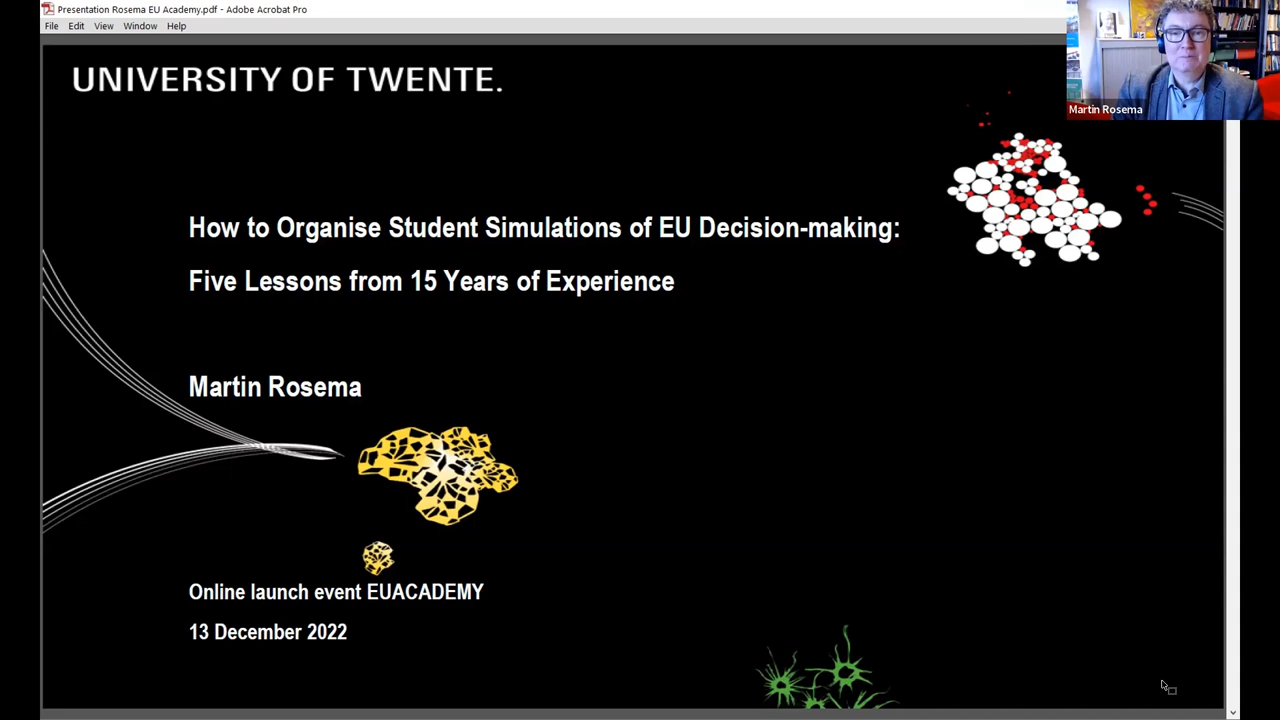 Presentation Rosema EU Academy.pdf - Adobe Acrobat Pro
File Edit View Window Help
UNIVERSITY OF TWENTE.
Martin Rosema
How to Organise Student Simulations of EU Decision-making:
Five Lessons from 15 Years of Experience
Martin Rosema
Online launch event EUACADEMY
13 December 2022